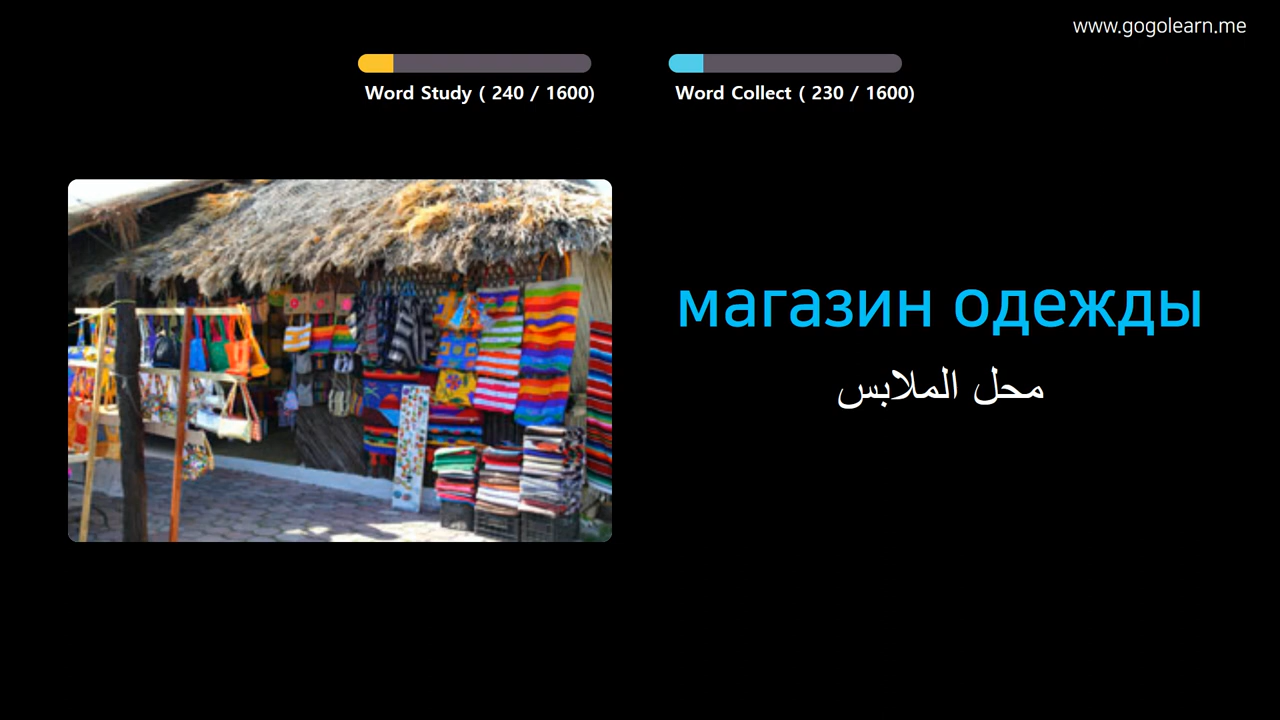 www.gogolearn.me
Word Study ( 240 / 1600)
Word Collect ( 230 / 1600)
магазин одежды
محل الملابس